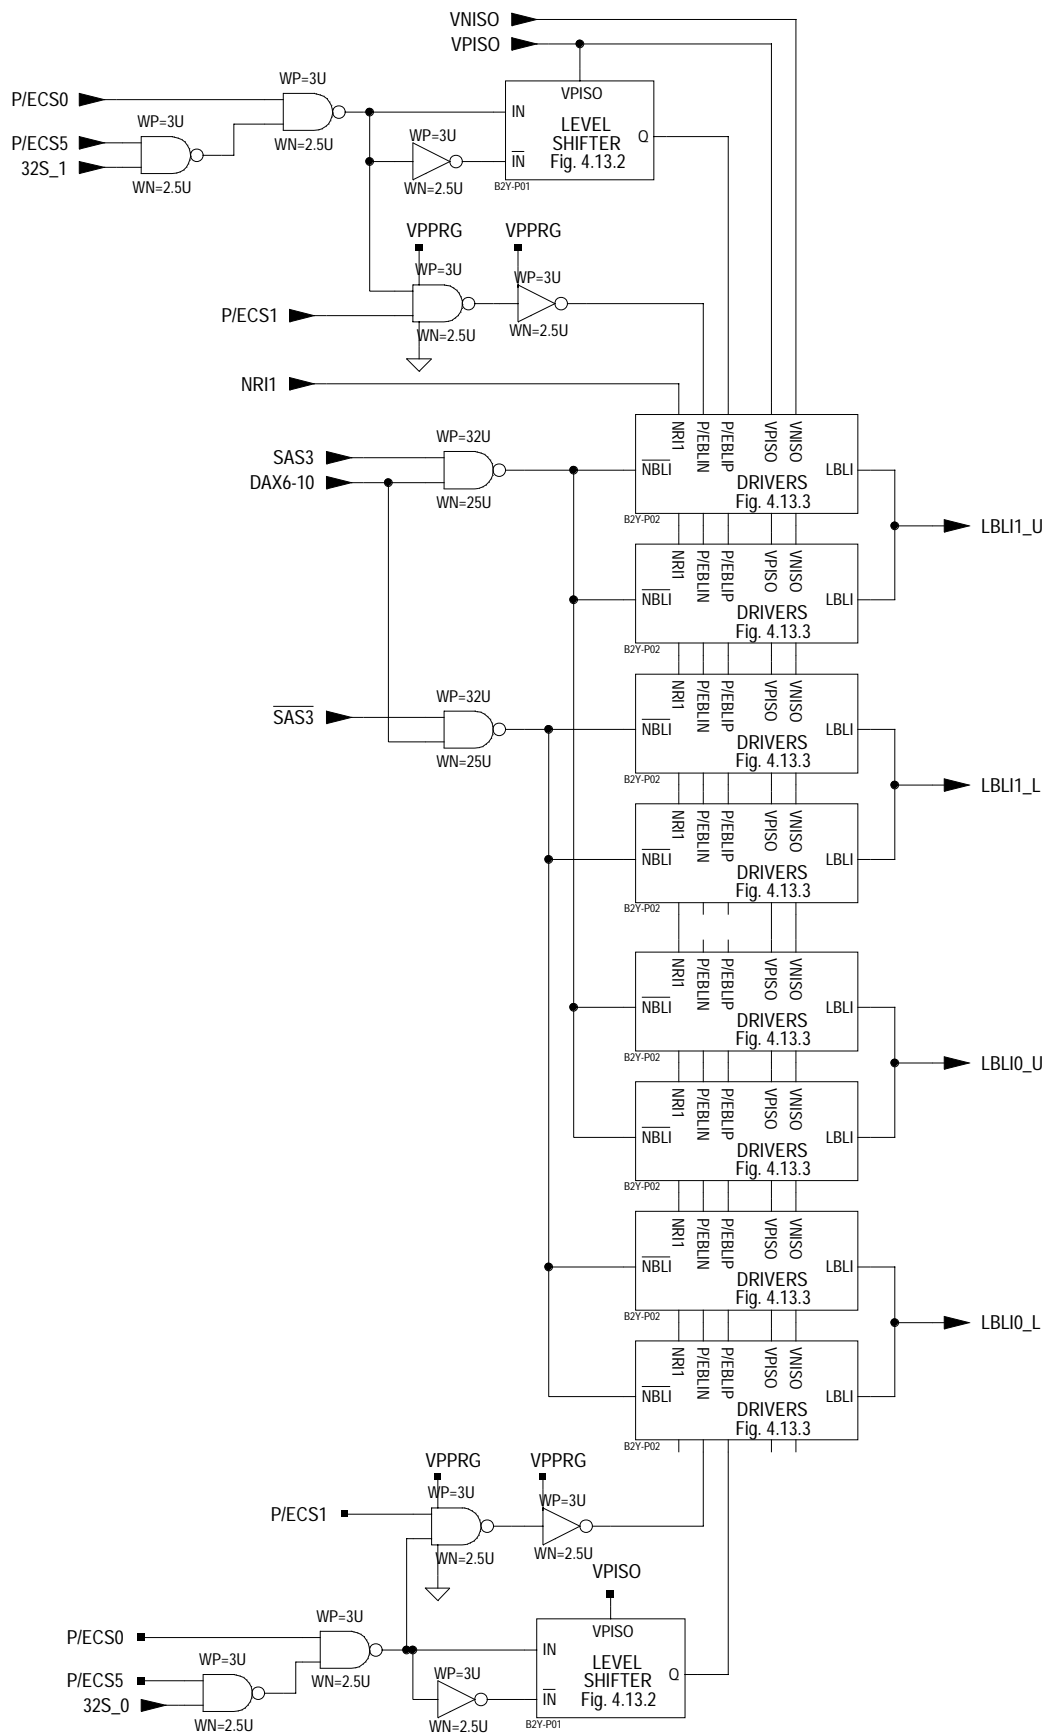 VNISO
VPISO
WP=3U
P/ECS0
WP=3U
P/ECS5
32S_1
WN=2.5U
WN=2.5U
VPISO
IN
LEVEL
SHIFTER
Fig. 4.13.2
Q
WP=3U
IN
WN=2.5U
B2Y-P01
VPPRG
VPPRG
WP=3U
WP=3U
P/ECS1
WN=2.5U
WN=2.5U
NRI1
WP=32U
SAS3
DAX6-10
WN=25U
NRI1 P/EBLIN P/EBLIP VPISO VNISO
NBLI
DRIVERS
Fig. 4.13.3
LBLI
B2Y-P02
LBLI1_U
NRI1 P/EBLIN P/EBLIP VPISO VNISO
NBLI
DRIVERS
Fig. 4.13.3
LBLI
B2Y-P02
WP=32U
SAS3
WN=25U
NRI1 P/EBLIN P/EBLIP VPISO VNISO
NBLI
DRIVERS
Fig. 4.13.3
LBLI
B2Y-P02
LBLI1_L
NRI1 P/EBLIN P/EBLIP VPISO VNISO
NBLI
DRIVERS
Fig. 4.13.3
LBLI
B2Y-P02
NRI1 P/EBLIN P/EBLIP VPISO VNISO
NBLI
DRIVERS
Fig. 4.13.3
LBLI
B2Y-P02
LBLI0_U
NRI1 P/EBLIN P/EBLIP VPISO VNISO
NBLI
DRIVERS
Fig. 4.13.3
LBLI
B2Y-P02
NRI1 P/EBLIN P/EBLIP VPISO VNISO
NBLI
DRIVERS
Fig. 4.13.3
LBLI
B2Y-P02
LBLI0_L
NRI1 P/EBLIN P/EBLIP VPISO VNISO
NBLI
DRIVERS
Fig. 4.13.3
LBLI
B2Y-P02
VPPRG
VPPRG
WP=3U
WP=3U
P/ECS1
WN=2.5U
WN=2.5U
VPISO
WP=3U
P/ECS0
WP=3U
P/ECS5
32S_0
WN=2.5U
WN=2.5U
VPISO
IN
LEVEL
SHIFTER
Fig. 4.13.2
Q
WP=3U
IN
WN=2.5U
B2Y-P01